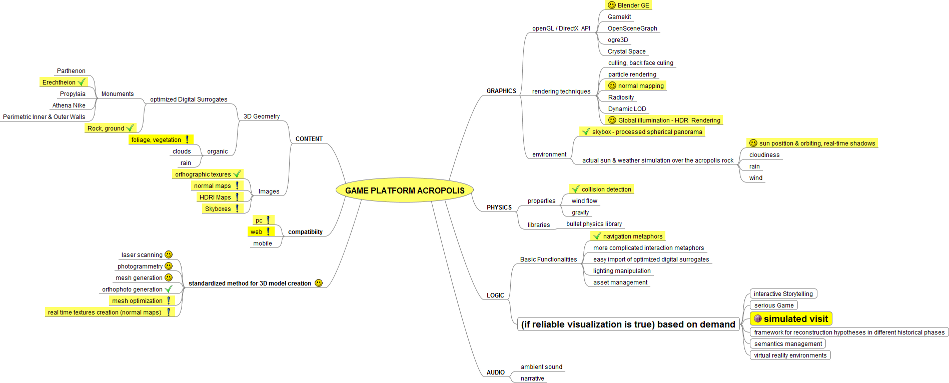 GAME PLATFORM ACROPOLIS
CONTENT
3D Geometry
optimized Digital Surrogates
Monuments
Parthenon
Erechtheion
Propylaia
Athena Nike
Perimetric Inner & Outer Walls
Rock, ground
organic
foliage, vegetation
clouds
rain
Images
orthographic texures
normal maps
HDRI Maps
Skyboxes
compatibility
pc
web
mobile
standardized method for 3D model creation
laser scanning
photogrammetry
mesh generation
orthophoto generation
mesh optimization
real time textures creation (normal maps)
GRAPHICS
openGL / DirectX API
Blender GE
Gamekit
OpenSceneGraph
ogre3D
Crystal Space
rendering techniques
culling, back face culing
particle rendering
normal mapping
Radiosity
Dynamic LOD
Global illumination - HDR Rendering
environment
skybox - processed spherical panorama
actual sun & weather simulation over the acropolis rock
sun position & orbiting, real-time shadows
cloudiness
rain
wind
PHYSICS
properties
collision detection
wind flow
gravity
libraries
bullet physics library
LOGIC
Basic Functionalities
navigation metaphors
more complicated interaction metaphors
easy import of optimized digital surrogates
lighting manipulation
asset management
(if reliable visualization is true) based on demand
interactive Storytelling
serious Game
simulated visit
framework for reconstruction hypotheses in different historical phases
semantics management
virtual reality environments
AUDIO
ambient sound
narrative